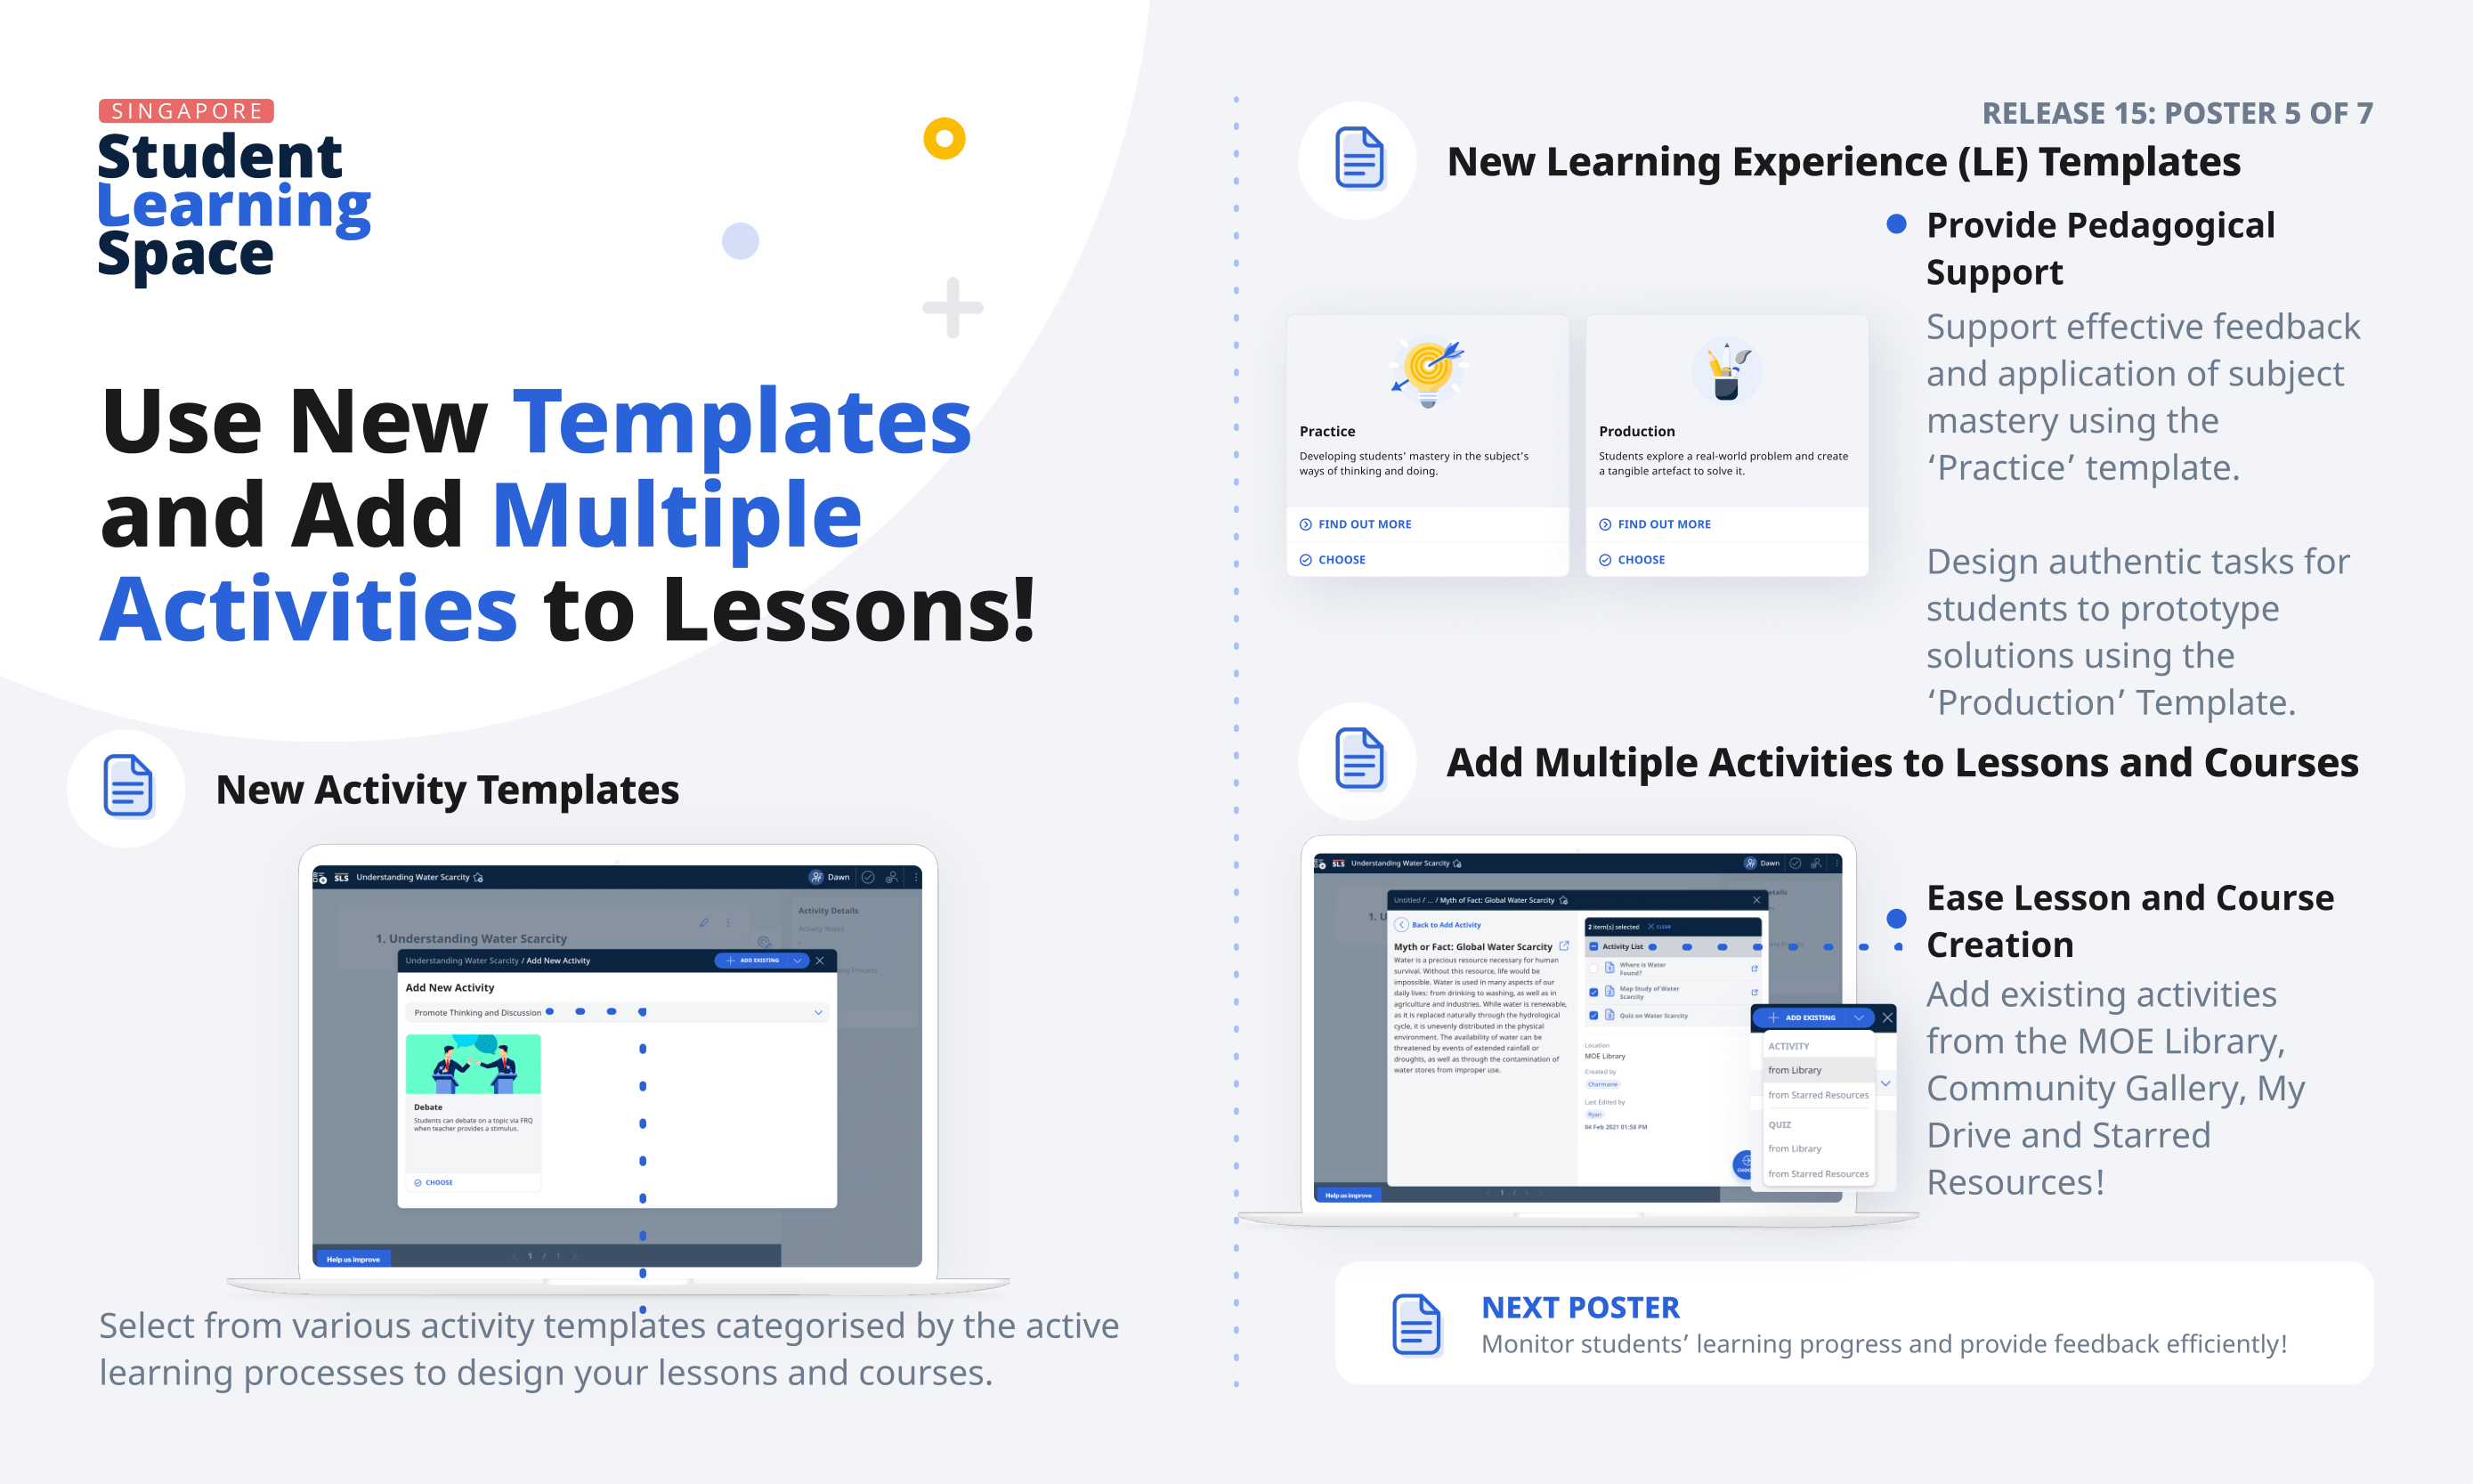 SINGAPORE
Student
Learning
Space
Use New Templates
and Add Multiple
Activities to Lessons!
New Activity Templates
SLS Understanding Water Scarcity
Dawn
Activity Details
Activity Notes
1. Understanding Water Scarcity
Understanding Water Scarcity / Add New Activity
ADD EXISTING
Add New Activity
Promote Thinking and Discussion
Debate
Students can debate on a topic via FRQ
when teacher provides a stimulus.
CHOOSE
Help us improve
1 / 1
Select from various activity templates categorised by the active
learning processes to design your lessons and courses.
RELEASE 15: POSTER 5 OF 7
New Learning Experience (LE) Templates
Practice
Developing students’ mastery in the subject’s
ways of thinking and doing.
FIND OUT MORE
CHOOSE
Production
Students explore a real-world problem and create
a tangible artefact to solve it.
FIND OUT MORE
CHOOSE
Provide Pedagogical
Support
Support effective feedback
and application of subject
mastery using the
‘Practice’ template.
Design authentic tasks for
students to prototype
solutions using the
‘Production’ Template.
Add Multiple Activities to Lessons and Courses
SLS Understanding Water Scarcity
Dawn
1. U
Untitled / ... / Myth of Fact: Global Water Scarcity
Back to Add Activity
Myth or Fact: Global Water Scarcity
Water is a precious resource necessary for human
survival. Without this resource, life would be
impossible. Water is used in many aspects of our
daily lives: from drinking to washing, as well as in
agriculture and industries. While water is renewable,
as it is replaced naturally through the hydrological
cycle, it is unevenly distributed in the physical
environment. The availability of water can be
threatened by events of extended rainfall or
droughts, as well as through the contamination of
water stores from improper use.
2 item(s) selected CLEAR
Activity List
Where is Water
Found?
Map Study of Water
Scarcity
Quiz on Water Scarcity
Location
MOE Library
Created by
Charmaine
Last Edited by
Ryan
04 Feb 2021 01:58 PM
ADD EXISTING
ACTIVITY
from Library
from Starred Resources
QUIZ
from Library
from Starred Resources
Help us improve
1 / 1
Ease Lesson and Course
Creation
Add existing activities
from the MOE Library,
Community Gallery, My
Drive and Starred
Resources!
NEXT POSTER
Monitor students’ learning progress and provide feedback efficiently!